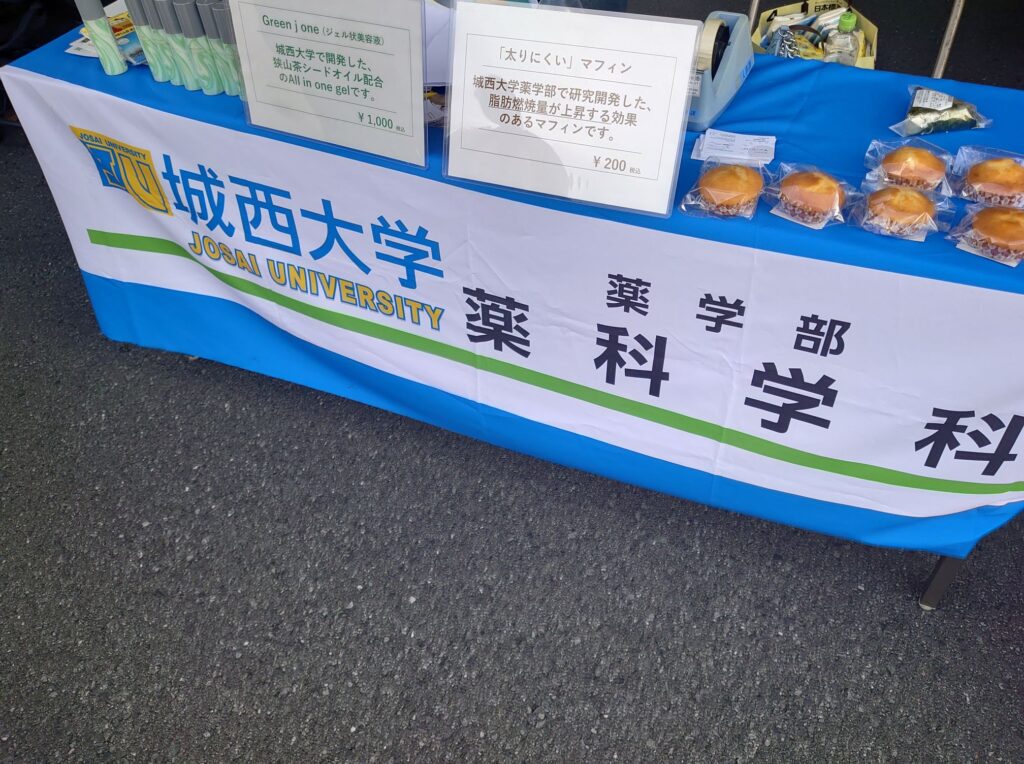 Green j one (ジェル状美容液)
城西大学で開発した、
狭山茶シードオイル配合
のAll in one gelです。
¥1,000 税込
「太りにくい」マフィン
城西大学薬学部で研究開発した、
脂肪燃焼量が上昇する効果
のあるマフィンです。
¥200 税込
JOSAI UNIVERSITY
JU
城西大学
JOSAI UNIVERSITY
薬学部
薬科学科